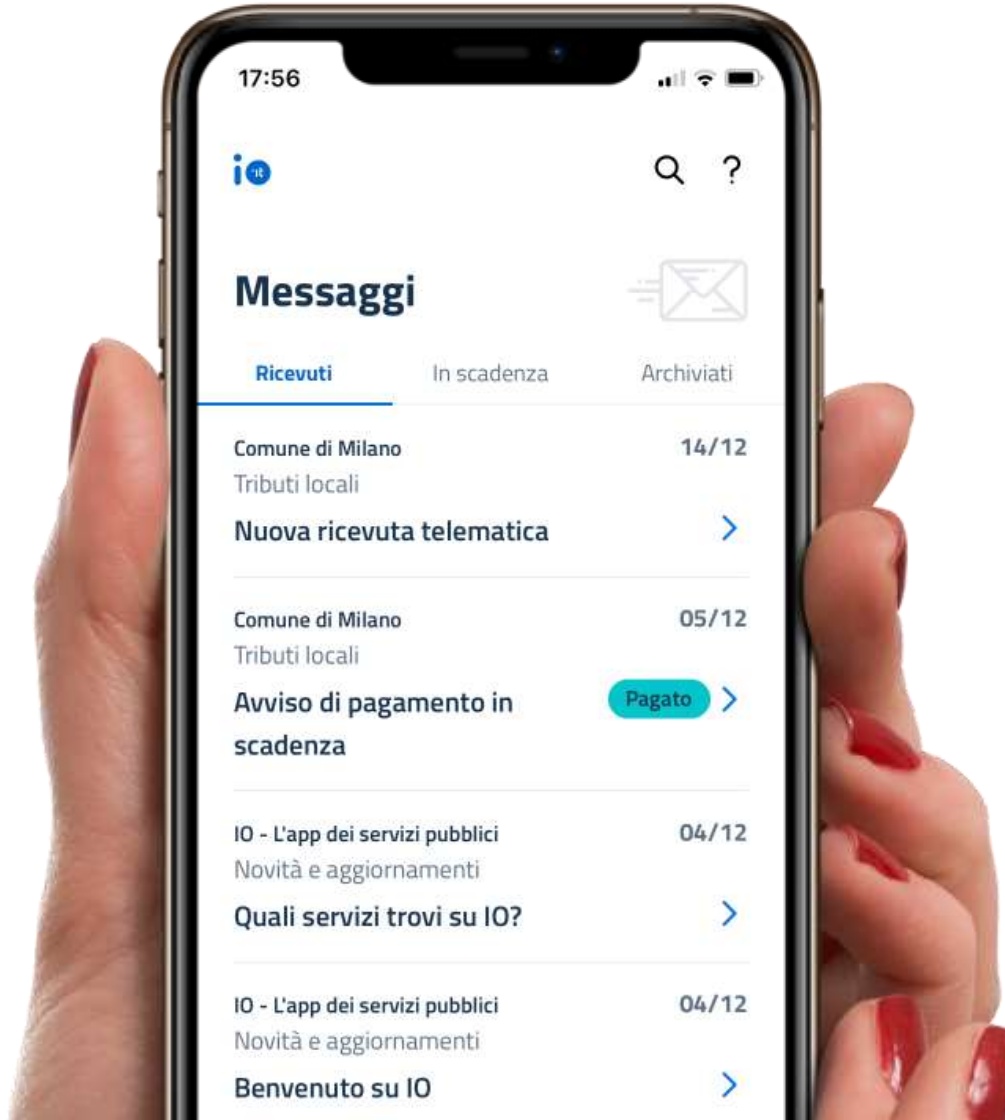 17:56
io it
?
Messaggi
Ricevuti In scadenza Archiviati
Comune di Milano 14/12
Tributi locali
Nuova ricevuta telematica
Comune di Milano 05/12
Tributi locali
Avviso di pagamento in Pagato
scadenza
IO - L'app dei servizi pubblici 04/12
Novità e aggiornamenti
Quali servizi trovi su IO?
IO - L'app dei servizi pubblici 04/12
Novità e aggiornamenti
Benvenuto su IO